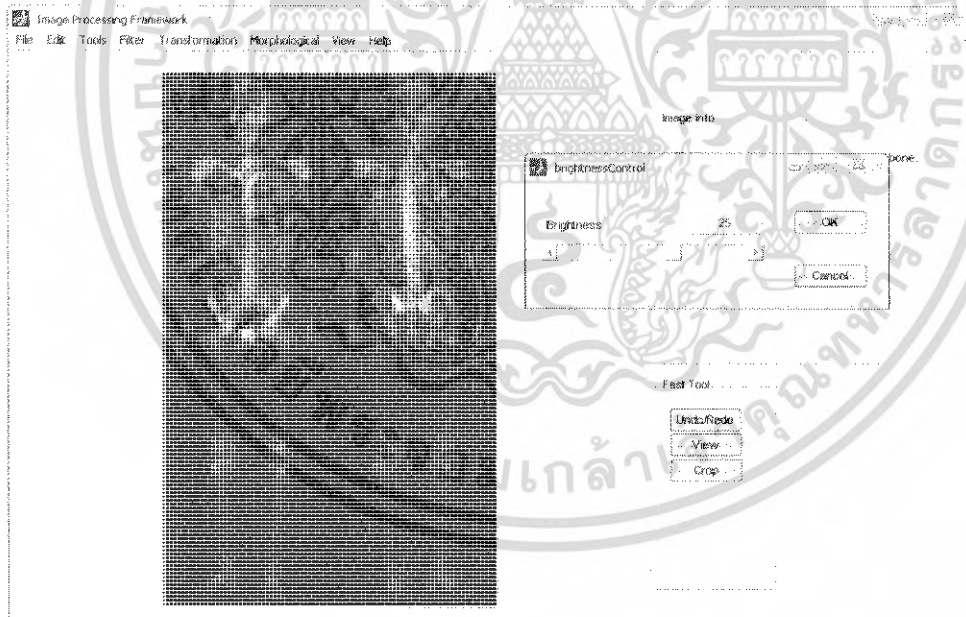 Image Processing Framework
File Edit Tools Filter Transformation Morphological View Help
Image info
bone.
brightnessControl
Brightness 25 OK
Cancel
Fast Tool
Undo/Redo
View
Crop